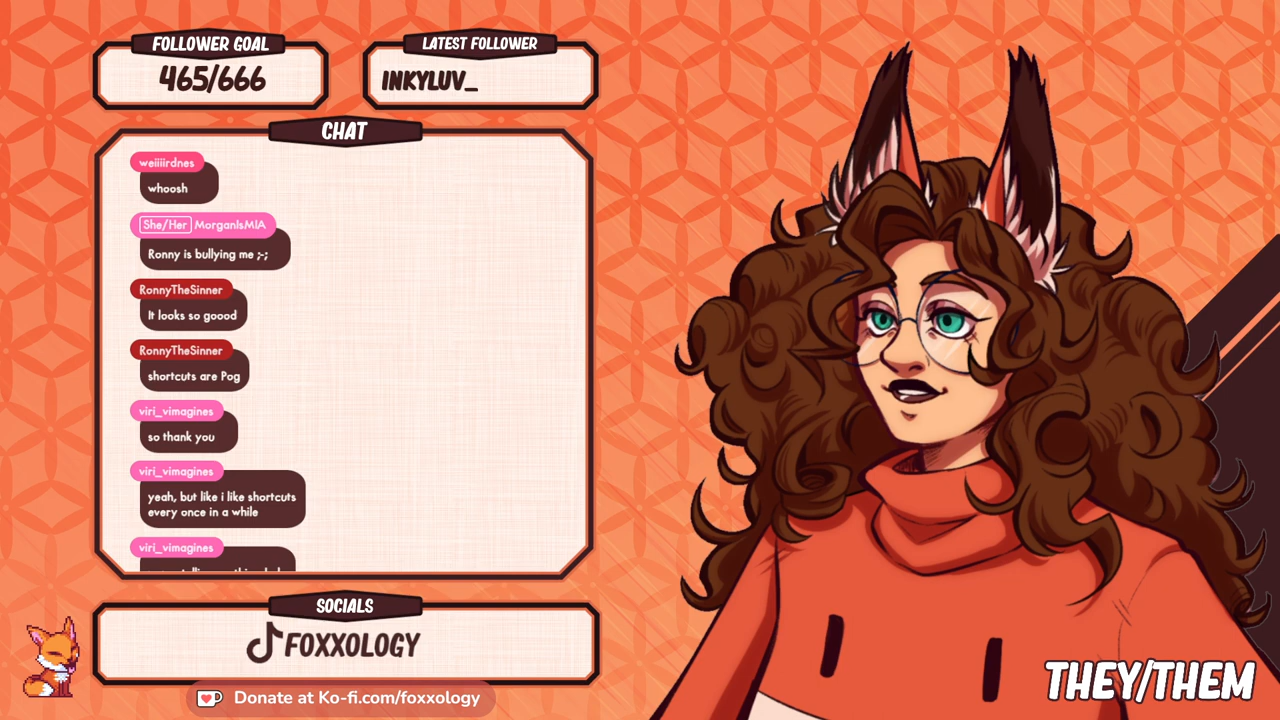 FOLLOWER GOAL
465/666
LATEST FOLLOWER
INKYLUV_
CHAT
weiiiirdnes
whoosh
She/Her MorganIsMIA
Ronny is bullying me ;-;
RonnyTheSinner
It looks so goood
RonnyTheSinner
shortcuts are Pog
viri_vimagines
so thank you
viri_vimagines
yeah, but like i like shortcuts
every once in a while
viri_vimagines
SOCIALS
FOXXOLOGY
Donate at Ko-fi.com/foxxology
THEY/THEM